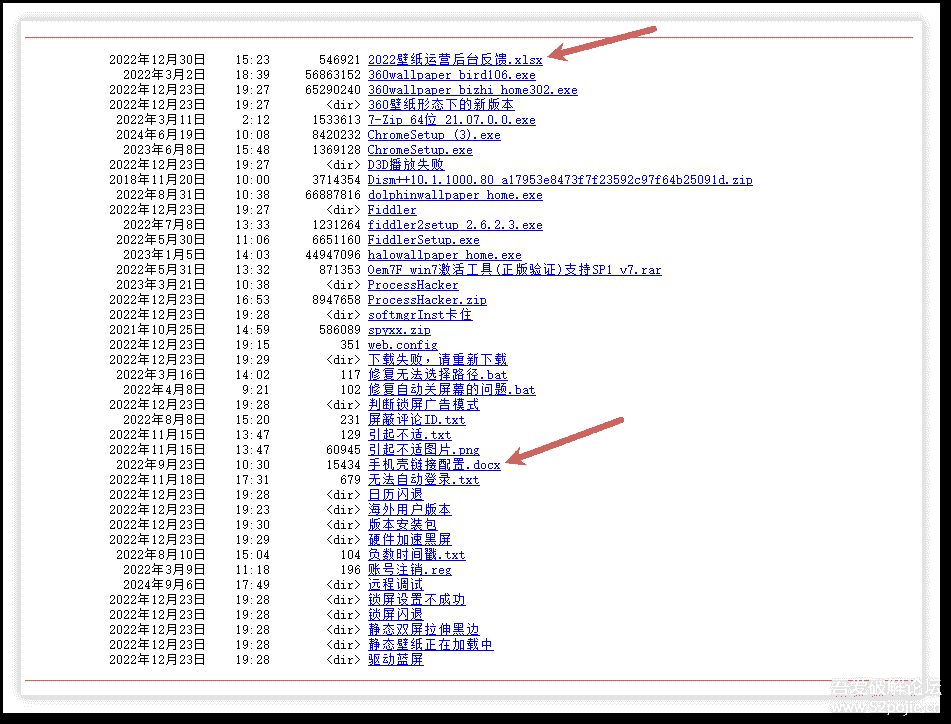 2022年12月30日 15:23 546921 2022壁纸运营后台反馈.xlsx
2022年3月2日 18:39 56863152 360wallpaper_bird106.exe
2022年12月23日 19:27 65290240 360wallpaper_bizhi_home302.exe
2022年12月23日 19:27 <dir> 360壁纸形态下的新版本
2022年3月11日 2:12 1533613 7-Zip_64位_21.07.0.0.exe
2024年6月19日 10:08 8420232 ChromeSetup (3).exe
2023年6月8日 15:48 1369128 ChromeSetup.exe
2022年12月23日 19:27 <dir> D3D播放失败
2018年11月20日 10:00 3714354 Dism++10.1.1000.80_a17953e8473f7f23592c97f64b25091d.zip
2022年8月31日 10:38 66887816 dolphinwallpaper_home.exe
2022年12月23日 19:27 <dir> Fiddler
2022年7月8日 13:33 1231264 fiddler2setup_2.6.2.3.exe
2022年5月30日 11:06 6651160 FiddlerSetup.exe
2023年1月5日 14:03 44947096 halowallpaper_home.exe
2022年5月31日 13:32 871353 Oem7F_win7激活工具(正版验证)支持SP1_v7.rar
2023年3月21日 10:38 <dir> ProcessHacker
2022年12月23日 16:53 8947658 ProcessHacker.zip
2022年12月23日 19:28 <dir> softmgrInst卡住
2021年10月25日 14:59 586089 spyxx.zip
2022年12月23日 19:15 351 web.config
2022年12月23日 19:29 <dir> 下载失败，请重新下载
2022年3月16日 14:02 117 修复无法选择路径.bat
2022年4月8日 9:21 102 修复自动关屏幕的问题.bat
2022年12月23日 19:28 <dir> 判断锁屏广告模式
2022年8月8日 15:20 231 屏蔽评论ID.txt
2022年11月15日 13:47 129 引起不适.txt
2022年11月15日 13:47 60945 引起不适图片.png
2022年9月23日 10:30 15434 手机壳链接配置.docx
2022年11月18日 17:31 679 无法自动登录.txt
2022年12月23日 19:28 <dir> 日历闪退
2022年12月23日 19:23 <dir> 海外用户版本
2022年12月23日 19:30 <dir> 版本安装包
2022年12月23日 19:29 <dir> 硬件加速黑屏
2022年8月10日 15:04 104 负数时间戳.txt
2022年3月9日 11:18 196 账号注销.reg
2024年9月6日 17:49 <dir> 远程调试
2022年12月23日 19:28 <dir> 锁屏设置不成功
2022年12月23日 19:28 <dir> 锁屏闪退
2022年12月23日 19:28 <dir> 静态双屏拉伸黑边
2022年12月23日 19:28 <dir> 静态壁纸正在加载中
2022年12月23日 19:28 <dir> 驱动蓝屏
吾爱破解论坛
www.52pojie.cn